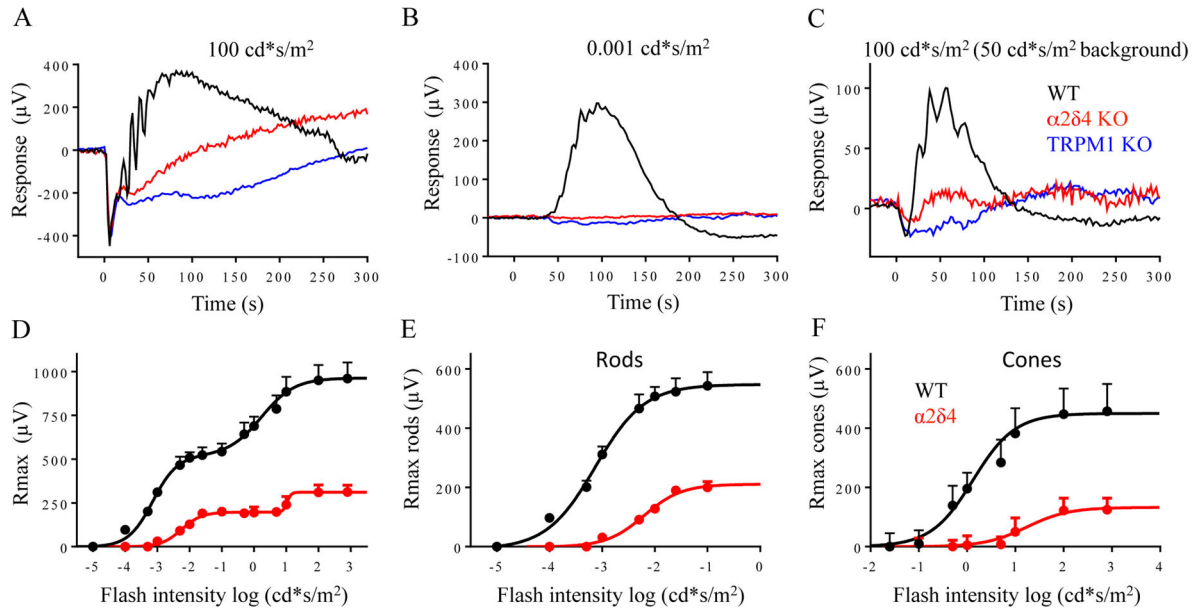 A
100 cd*s/m²
Response (µV)
400
200
0
-200
-400
0
50
100
150
200
250
300
Time (s)
B
0.001 cd*s/m²
Response (µV)
400
300
200
100
0
-100
0
50
100
150
200
250
300
Time (s)
C
100 cd*s/m² (50 cd*s/m² background)
Response (µV)
100
50
0
0
50
100
150
200
250
300
Time (s)
WT
α2δ4 KO
TRPM1 KO
D
Rmax (µV)
1000
750
500
250
0
-5
-4
-3
-2
-1
0
1
2
3
Flash intensity log (cd*s/m²)
E
Rods
Rmax rods (µV)
600
400
200
0
-5
-4
-3
-2
-1
0
Flash intensity log (cd*s/m²)
F
Cones
Rmax cones (µV)
600
400
200
0
-2
-1
0
1
2
3
4
Flash intensity log (cd*s/m²)
WT
α2δ4